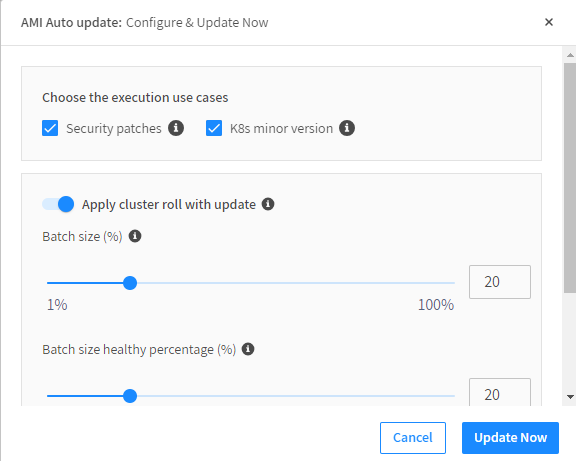 AMI Auto update: Configure & Update Now
Choose the execution use cases
Security patches K8s minor version
Apply cluster roll with update
Batch size (%)
20
1% 100%
Batch size healthy percentage (%)
20
Cancel Update Now